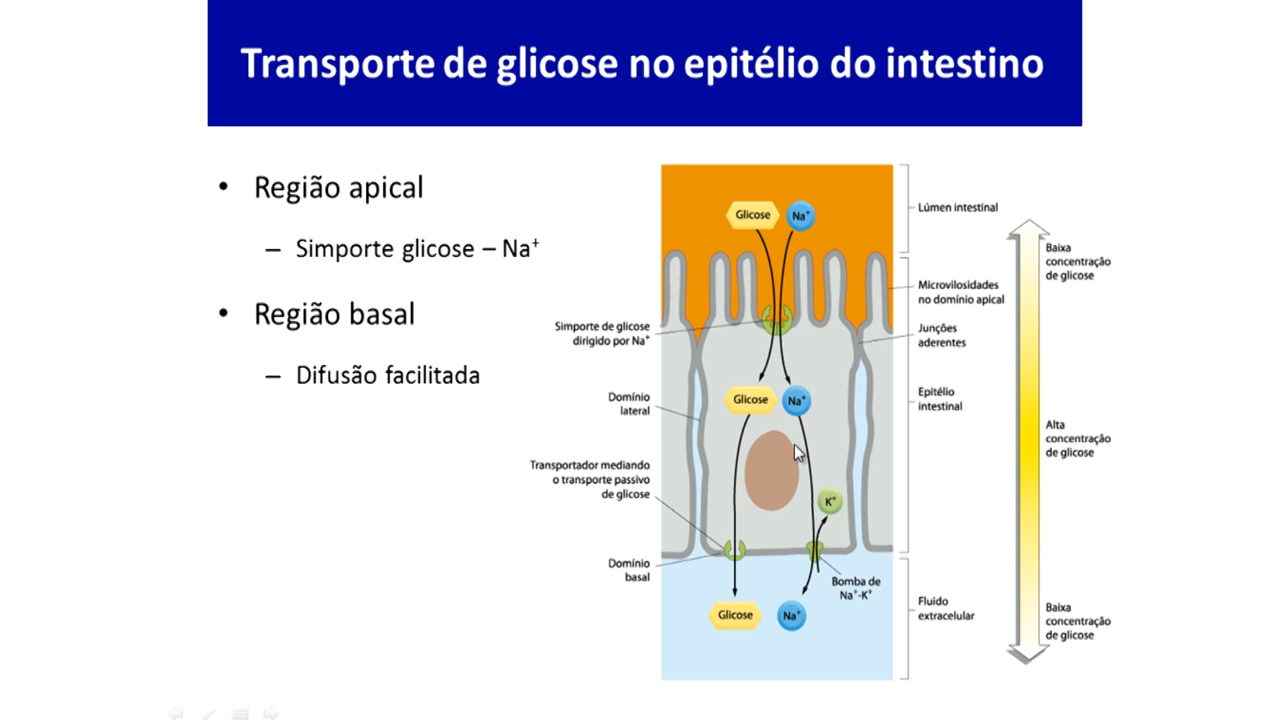 Transporte de glicose no epitélio do intestino
• Região apical
– Simporte glicose – Na⁺
• Região basal
– Difusão facilitada
Glicose
Na⁺
Lúmen intestinal
Baixa
concentração
de glicose
Microvilosidades
no domínio apical
Simporte de glicose
dirigido por Na⁺
Junções
aderentes
Glicose
Na⁺
Domínio
lateral
Epitélio
intestinal
Alta
concentração
de glicose
Transportador mediando
o transporte passivo
de glicose
K⁺
Domínio
basal
Bomba de
Na⁺-K⁺
Glicose
Na⁺
Fluido
extracelular
Baixa
concentração
de glicose